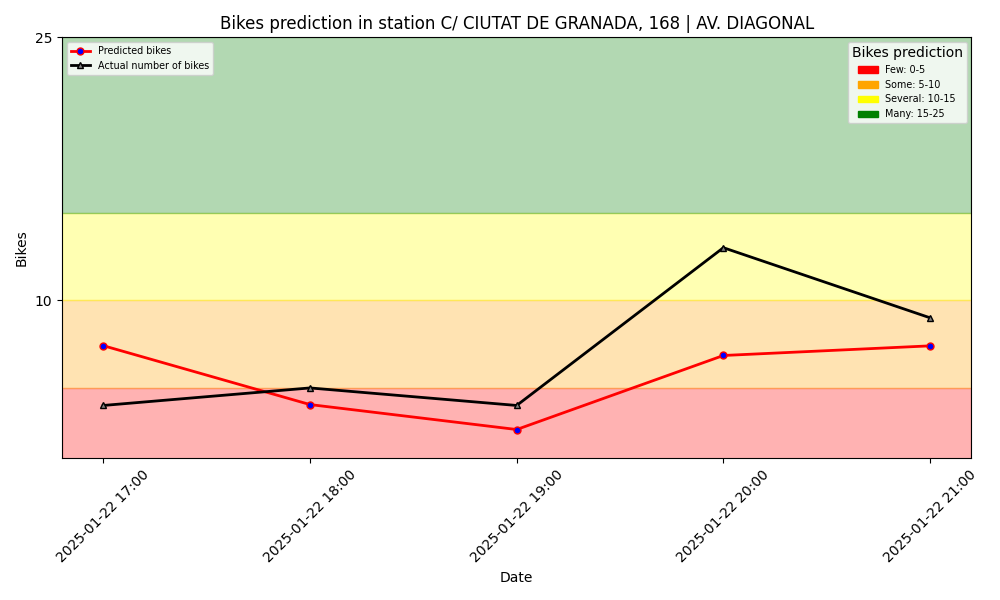 Bikes prediction in station C/ CIUTAT DE GRANADA, 168 | AV. DIAGONAL
25
10
Bikes
Predicted bikes
Actual number of bikes
Bikes prediction
Few: 0-5
Some: 5-10
Several: 10-15
Many: 15-25
2025-01-22 17:00
2025-01-22 18:00
2025-01-22 19:00
2025-01-22 20:00
2025-01-22 21:00
Date